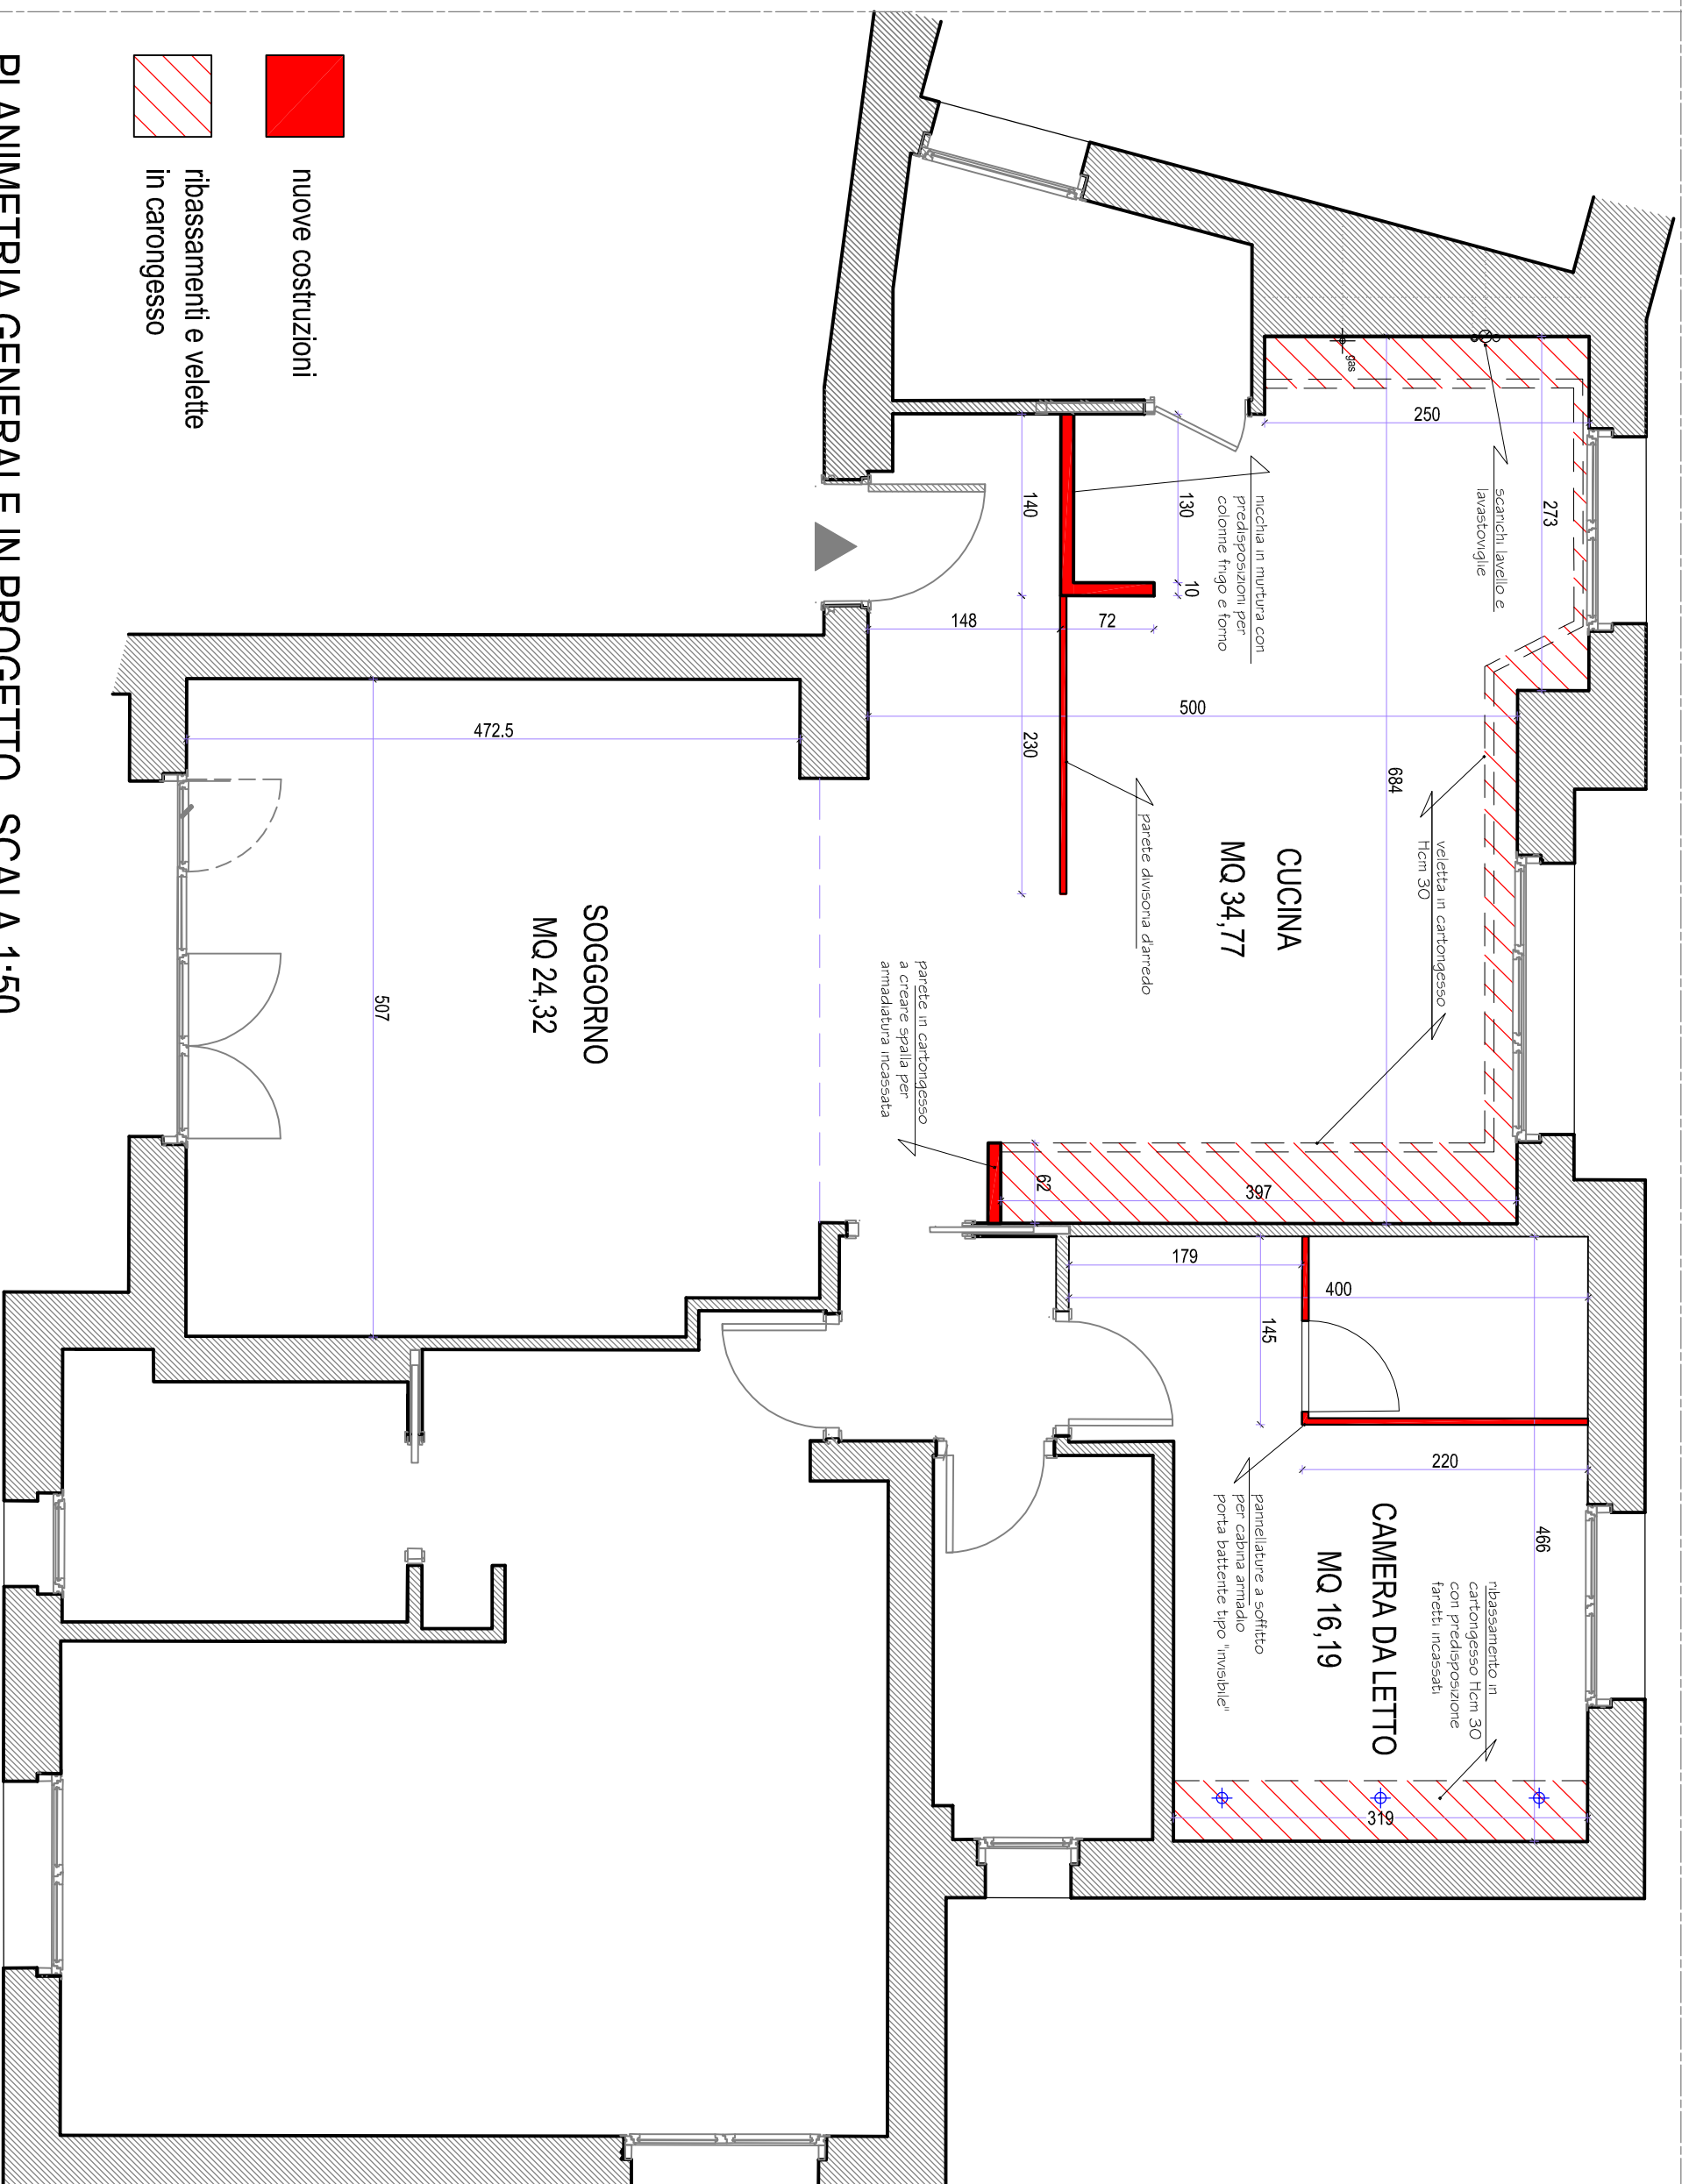 273
250
scarichi lavello e
lavastoviglie
gas
nicchia in murtura con
predisposizioni per
colonne frigo e forno
130
10
140
148
72
500
230
684
parete divisoria d'arredo
veletta in cartongesso
Hcm 30
CUCINA
MQ 34,77
parete in cartongesso
a creare spalla per
armadiatura incassata
62
397
179
400
145
220
466
pannellature a soffitto
per cabina armadio
porta battente tipo "invisibile"
CAMERA DA LETTO
MQ 16,19
ribassamento in
cartongesso Hcm 30
con predisposizione
faretti incassati
319
472.5
507
SOGGORNO
MQ 24,32
nuove costruzioni
ribassamenti e velette
in carongesso
PLANIMETRIA GENERALE IN PROGETTO SCALA 1:50